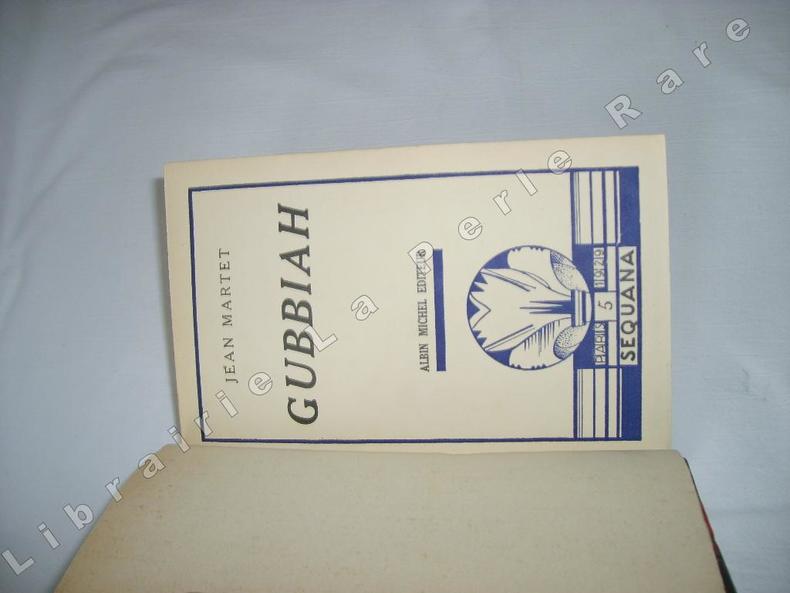 JEAN MARTET
GUBBIAH
ALBIN MICHEL EDITEUR
PARIS 5 1929
SEQUANA
Librairie La Perle Rare